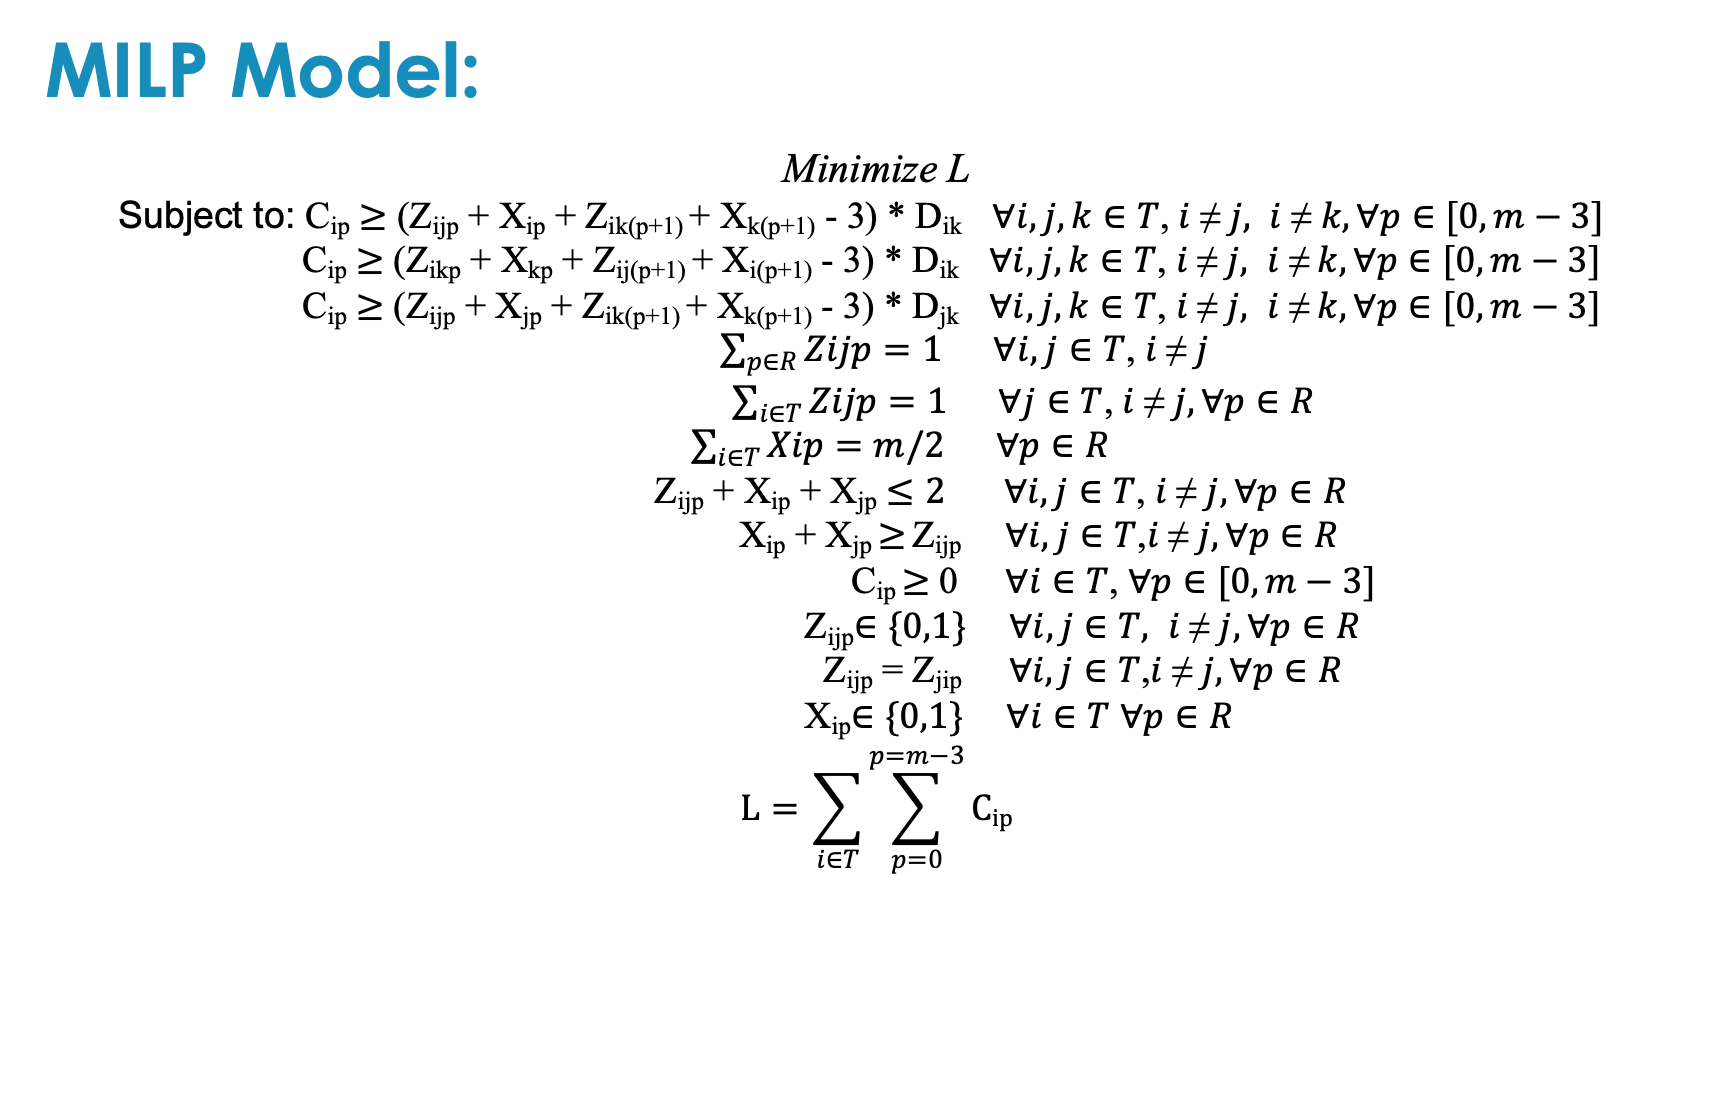 MILP Model:
Minimize L
Subject to: Cip ≥ (Zijp + Xip + Zik(p+1) + Xk(p+1) - 3) * Dik ∀i, j, k ∈ T, i ≠ j, i ≠ k, ∀p ∈ [0, m − 3]
Cip ≥ (Zikp + Xkp + Zij(p+1) + Xi(p+1) - 3) * Dik ∀i, j, k ∈ T, i ≠ j, i ≠ k, ∀p ∈ [0, m − 3]
Cip ≥ (Zijp + Xjp + Zik(p+1) + Xk(p+1) - 3) * Djk ∀i, j, k ∈ T, i ≠ j, i ≠ k, ∀p ∈ [0, m − 3]
∑p∈R Zijp = 1 ∀i, j ∈ T, i ≠ j
∑i∈T Zijp = 1 ∀j ∈ T, i ≠ j, ∀p ∈ R
∑i∈T Xip = m/2 ∀p ∈ R
Zijp + Xip + Xjp ≤ 2 ∀i, j ∈ T, i ≠ j, ∀p ∈ R
Xip + Xjp ≥ Zijp ∀i, j ∈ T,i ≠ j, ∀p ∈ R
Cip ≥ 0 ∀i ∈ T, ∀p ∈ [0, m − 3]
Zijp∈ {0,1} ∀i, j ∈ T, i ≠ j, ∀p ∈ R
Zijp = Zjip ∀i, j ∈ T,i ≠ j, ∀p ∈ R
Xip∈ {0,1} ∀i ∈ T ∀p ∈ R
p=m−3
L = ∑ ∑ Cip
i∈T p=0